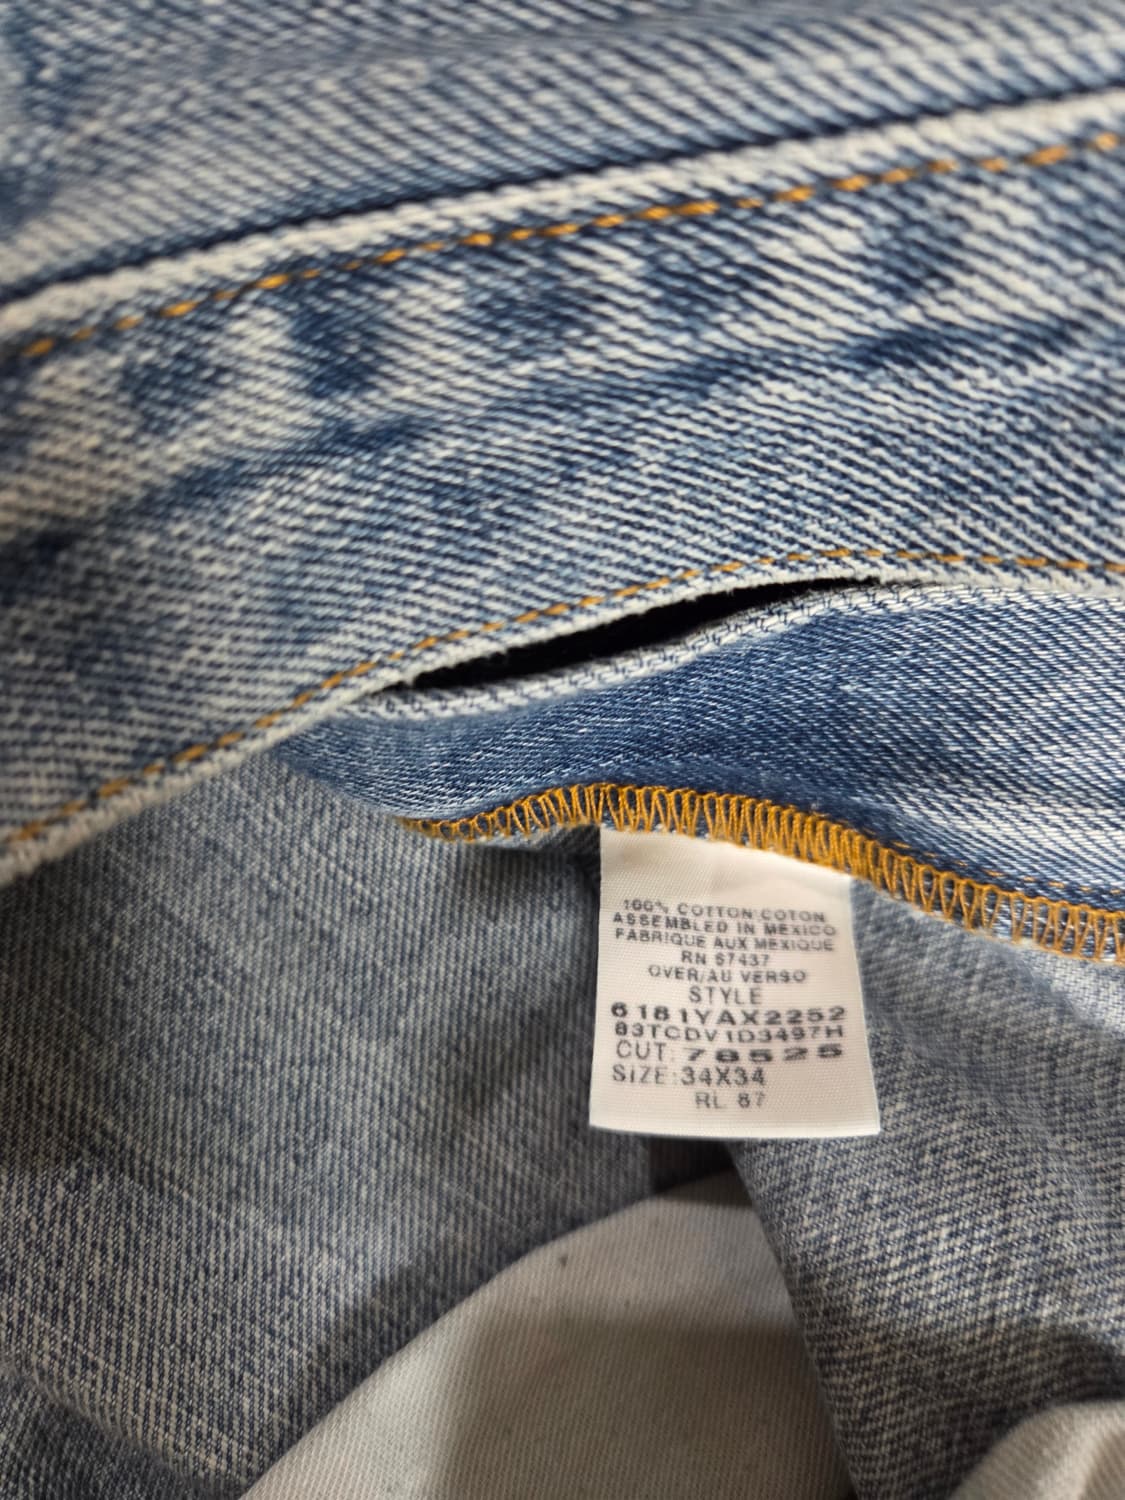 100% COTTON/COTON
ASSEMBLED IN MEXICO
FABRIQUE AUX MEXIQUE
RN 67437
OVER/AU VERSO
STYLE
6181YAX2252
83TCDV1D3497H
CUT: 78525
SIZE:34X34
RL 87